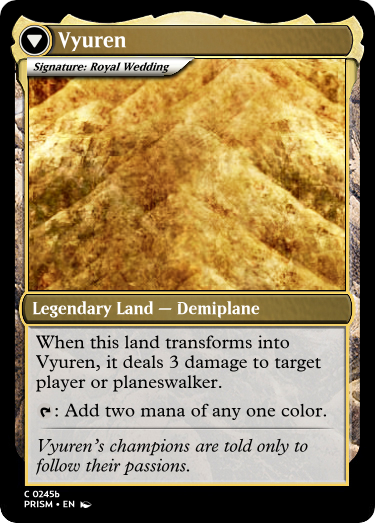 Vyuren
Signature: Royal Wedding
Legendary Land — Demiplane
When this land transforms into
Vyuren, it deals 3 damage to target
player or planeswalker.
: Add two mana of any one color.
Vyuren's champions are told only to
follow their passions.
C 0245b
PRISM • EN